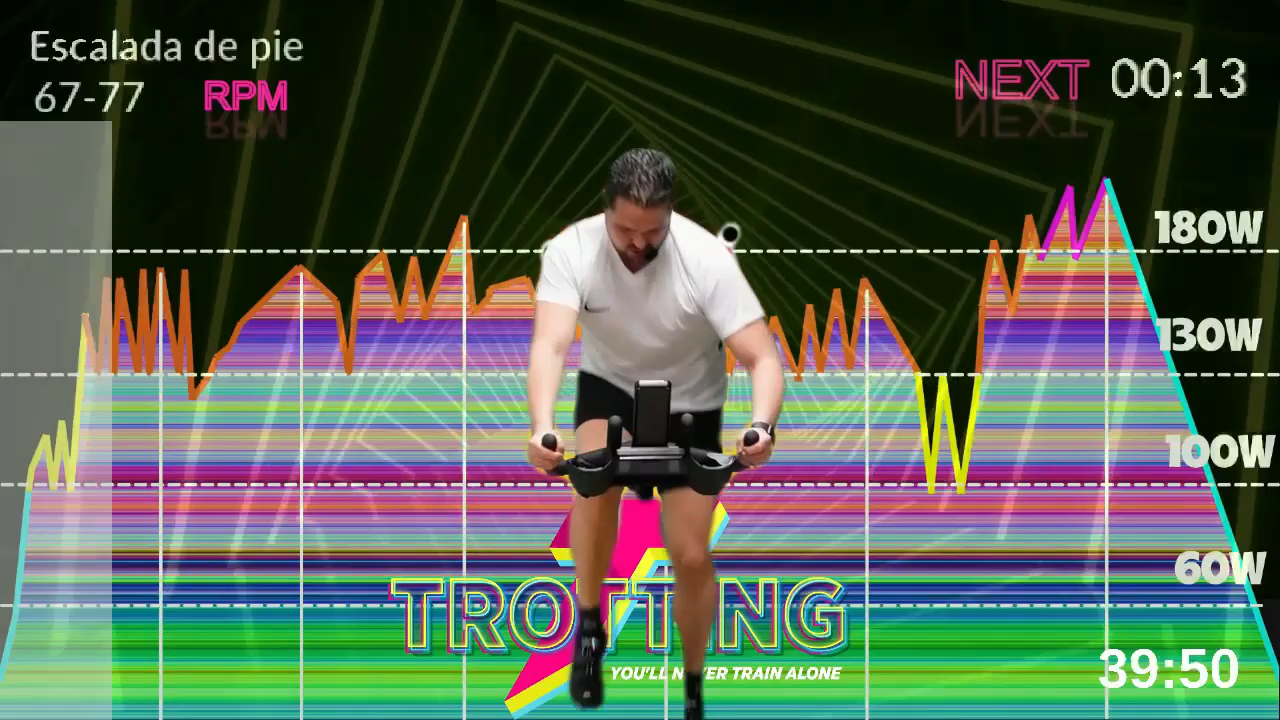 Escalada de pie
67-77 RPM
NEXT 00:13
180W
130W
100W
60W
TROTTING
YOU'LL NEVER TRAIN ALONE
39:50